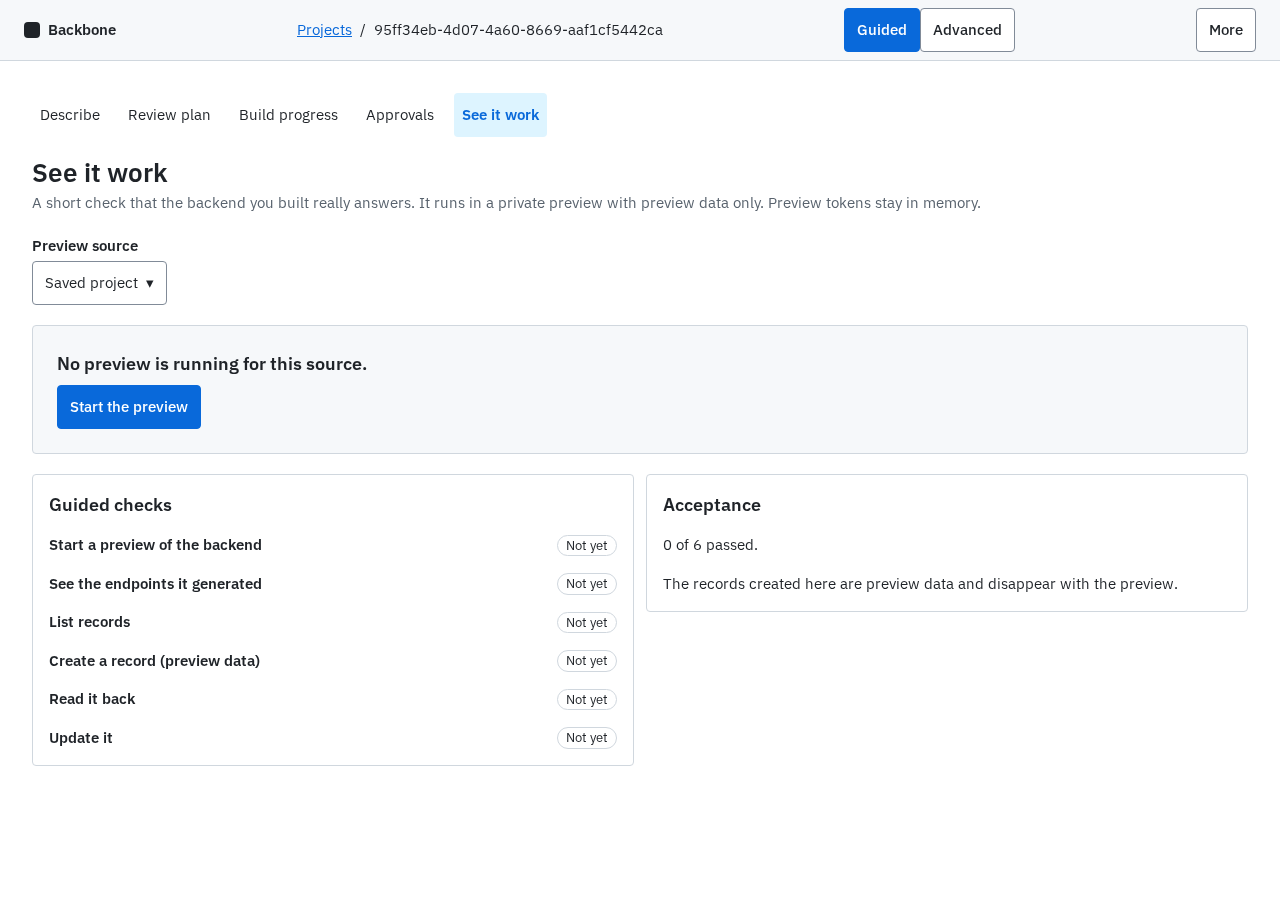 Backbone
Projects / 95ff34eb-4d07-4a60-8669-aaf1cf5442ca
Guided
Advanced
More
Describe
Review plan
Build progress
Approvals
See it work
See it work
A short check that the backend you built really answers. It runs in a private preview with preview data only. Preview tokens stay in memory.
Preview source
Saved project ▾
No preview is running for this source.
Start the preview
Guided checks
Start a preview of the backend Not yet
See the endpoints it generated Not yet
List records Not yet
Create a record (preview data) Not yet
Read it back Not yet
Update it Not yet
Acceptance
0 of 6 passed.
The records created here are preview data and disappear with the preview.